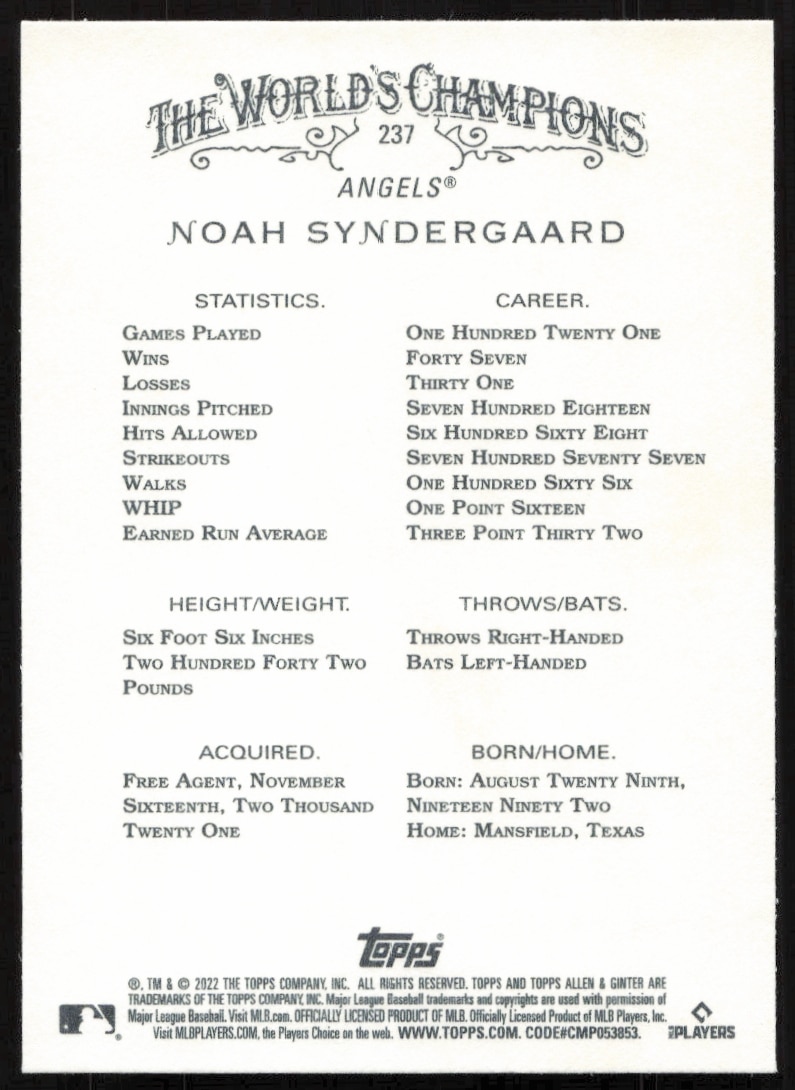 THE WORLD'S CHAMPIONS
237
ANGELS®
NOAH SYNDERGAARD
STATISTICS. CAREER.
GAMES PLAYED ONE HUNDRED TWENTY ONE
WINS FORTY SEVEN
LOSSES THIRTY ONE
INNINGS PITCHED SEVEN HUNDRED EIGHTEEN
HITS ALLOWED SIX HUNDRED SIXTY EIGHT
STRIKEOUTS SEVEN HUNDRED SEVENTY SEVEN
WALKS ONE HUNDRED SIXTY SIX
WHIP ONE POINT SIXTEEN
EARNED RUN AVERAGE THREE POINT THIRTY TWO
HEIGHT/WEIGHT. THROWS/BATS.
SIX FOOT SIX INCHES THROWS RIGHT-HANDED
TWO HUNDRED FORTY TWO BATS LEFT-HANDED
POUNDS
ACQUIRED. BORN/HOME.
FREE AGENT, NOVEMBER BORN: AUGUST TWENTY NINTH,
SIXTEENTH, TWO THOUSAND NINETEEN NINETY TWO
TWENTY ONE HOME: MANSFIELD, TEXAS
topps®
®, TM & © 2022 THE TOPPS COMPANY, INC. ALL RIGHTS RESERVED. TOPPS AND TOPPS ALLEN & GINTER ARE
TRADEMARKS OF THE TOPPS COMPANY, INC. Major League Baseball trademarks and copyrights are used with permission of
Major League Baseball. Visit MLB.com. OFFICIALLY LICENSED PRODUCT OF MLB. Officially Licensed Product of MLB Players, Inc.
Visit MLBPLAYERS.COM, the Players Choice on the web. WWW.TOPPS.COM. CODE#CMP053853.
MLBPLAYERS